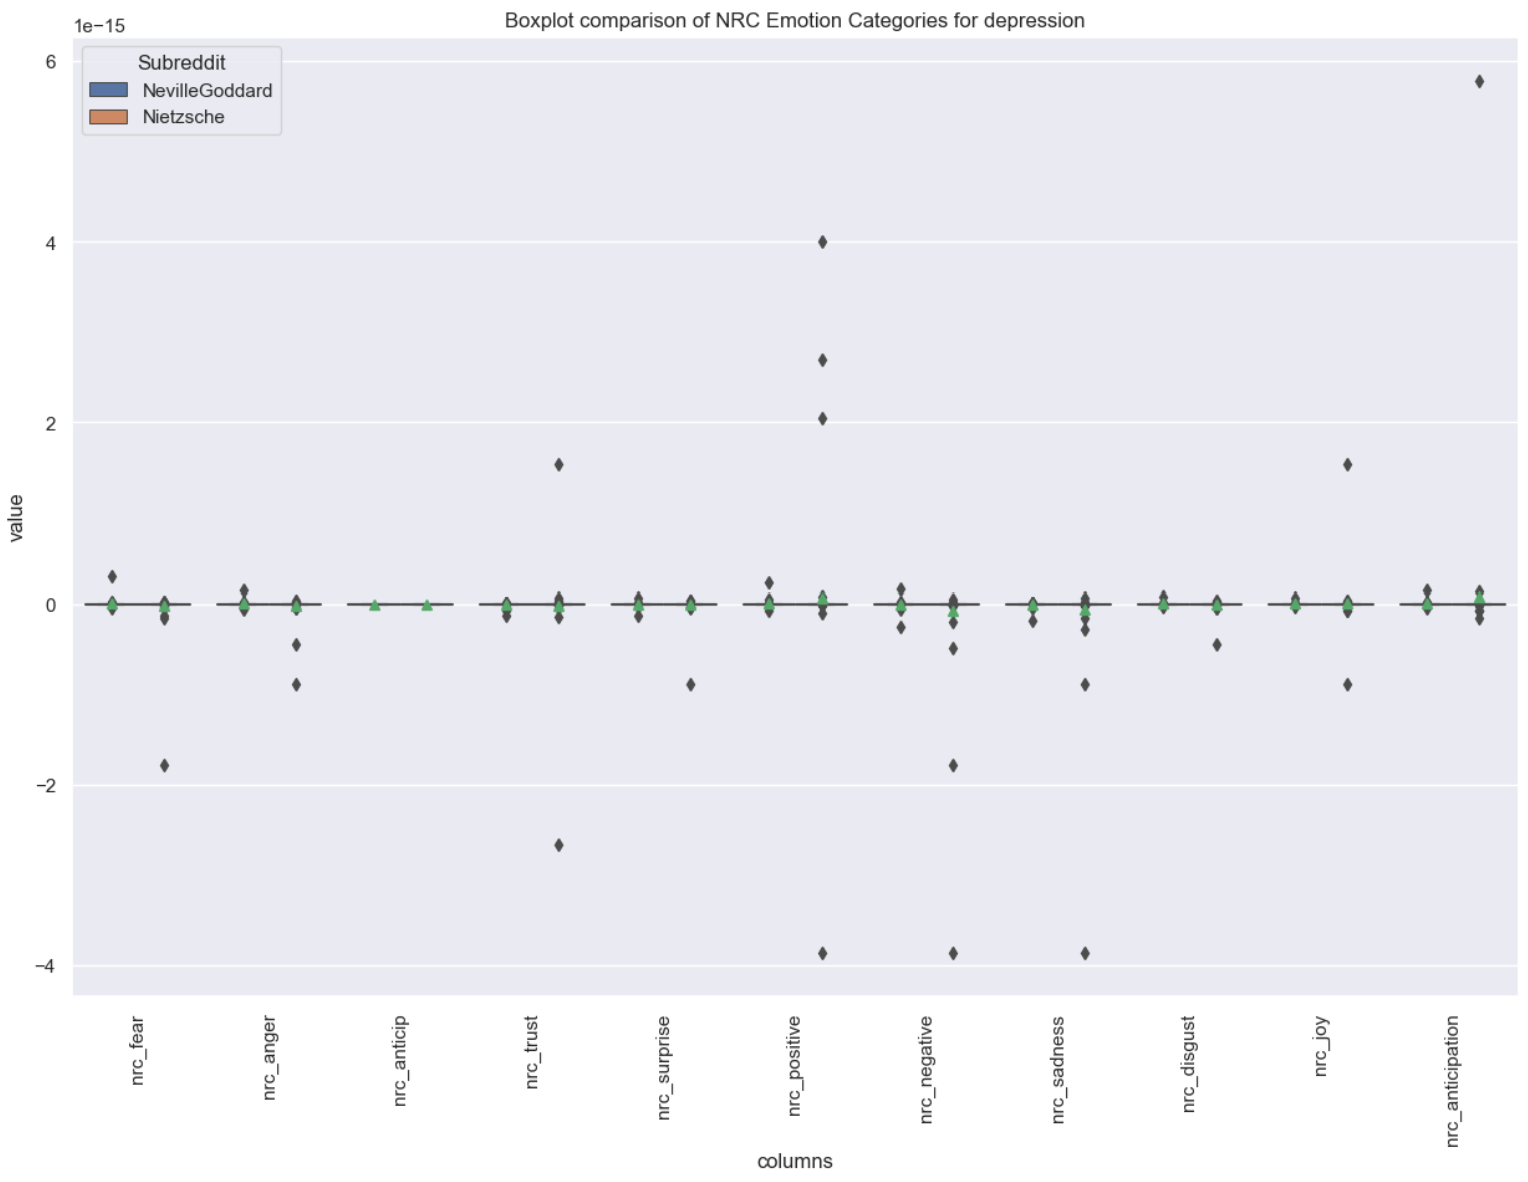 Boxplot comparison of NRC Emotion Categories for depression
1e−15
Subreddit
NevilleGoddard
Nietzsche
6
4
2
0
−2
−4
value
nrc_fear
nrc_anger
nrc_anticip
nrc_trust
nrc_surprise
nrc_positive
nrc_negative
nrc_sadness
nrc_disgust
nrc_joy
nrc_anticipation
columns